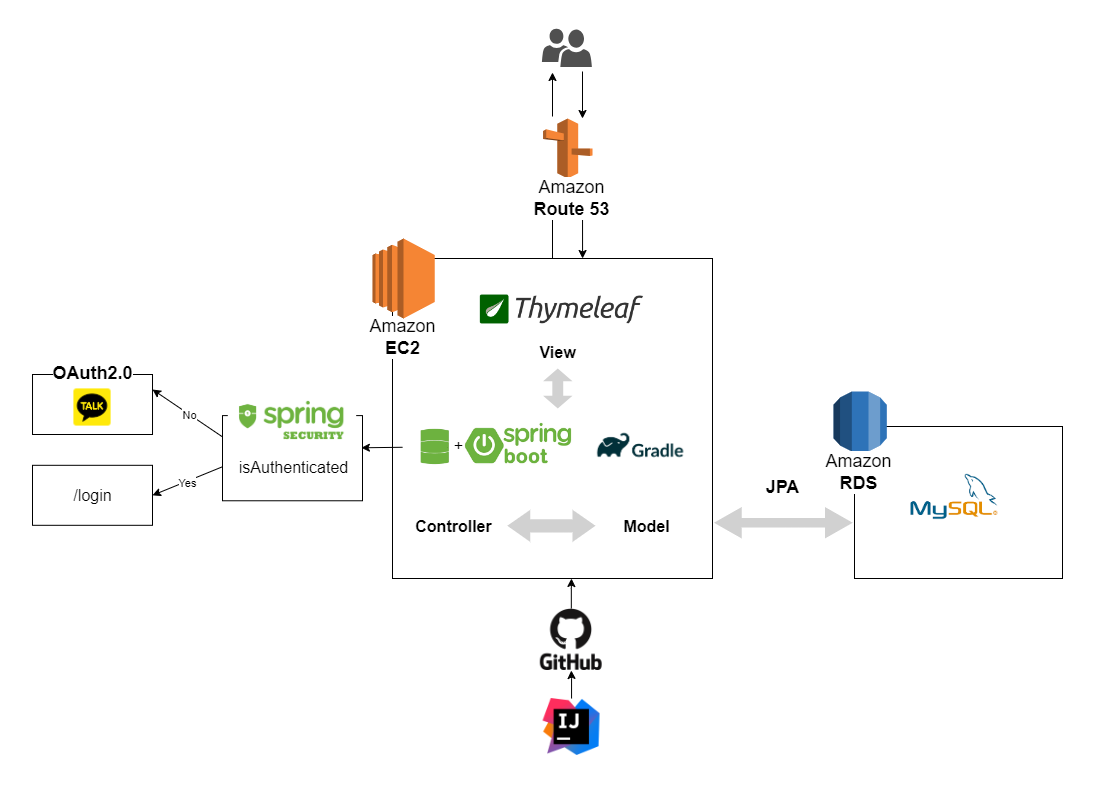 Amazon
Route 53
Amazon
EC2
Thymeleaf
View
OAuth2.0
TALK
No
spring
SECURITY
isAuthenticated
Yes
/login
+
spring
boot
Gradle
Controller
Model
JPA
Amazon
RDS
MySQL
GitHub
IJ